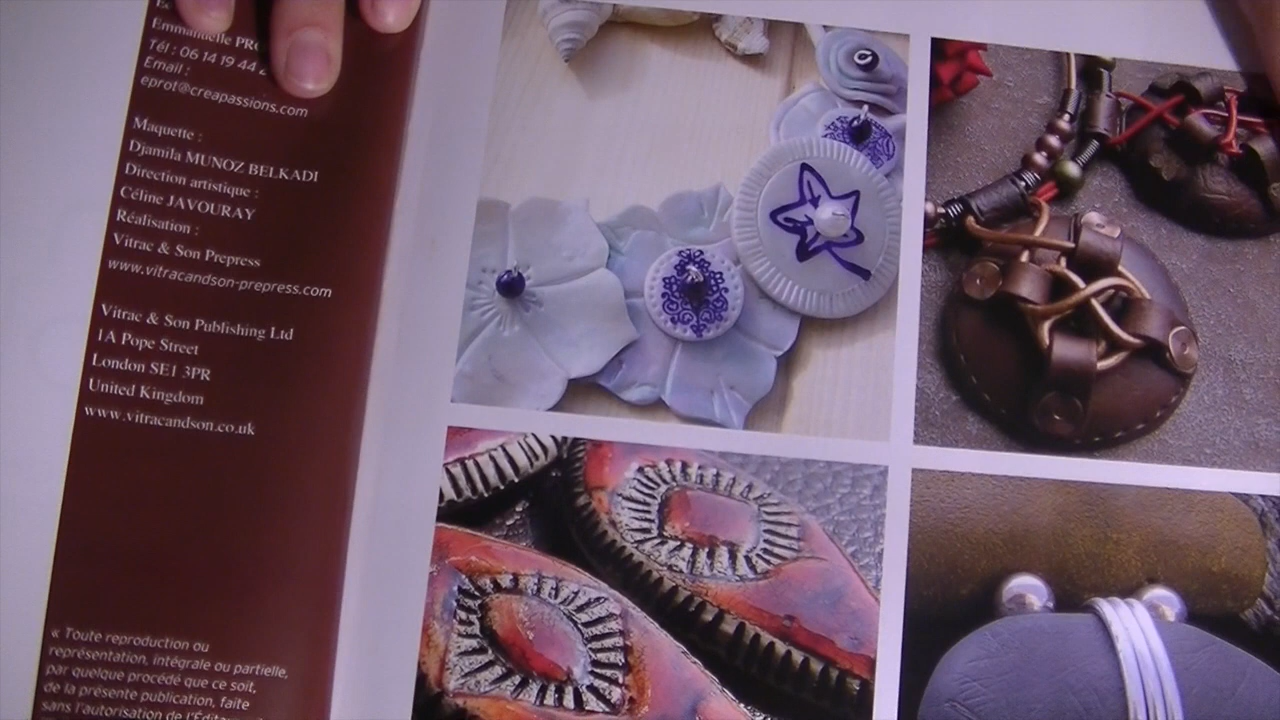 Emmanuelle
Tél : 06 14 19 44
Email :
eprot@creapassions.com
Maquette :
Djamila MUNOZ BELKADI
Direction artistique :
Céline JAVOURAY
Réalisation :
Vitrac & Son Prepress
www.vitracandson-prepress.com
Vitrac & Son Publishing Ltd
1A Pope Street
London SE1 3PR
United Kingdom
www.vitracandson.co.uk
« Toute reproduction ou
représentation, intégrale ou partielle,
par quelque procédé que ce soit,
de la présente publication, faite
sans l'autorisation de